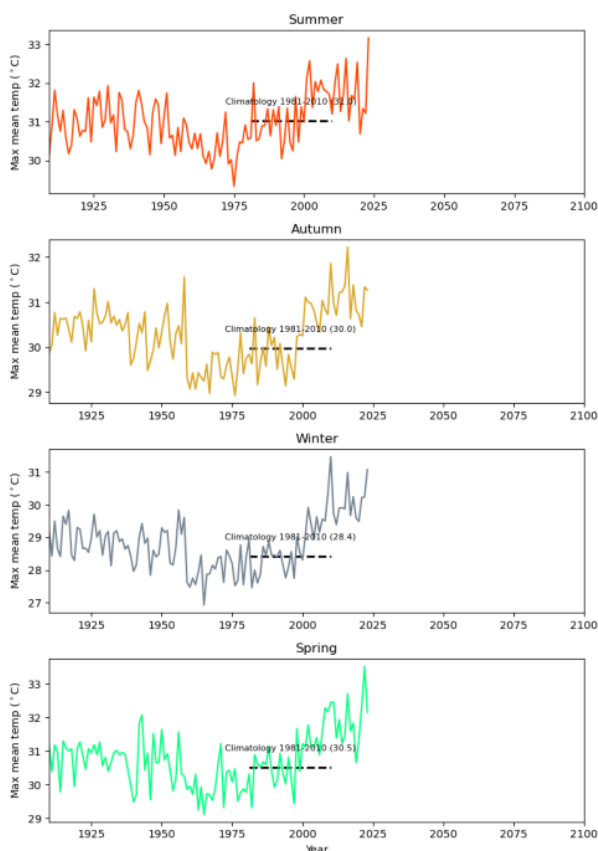 Summer
Max mean temp (°C)
33
32
31
30
Climatology 1981-2010 (31.0)
1925 1950 1975 2000 2025 2050 2075 2100
Autumn
Max mean temp (°C)
32
31
30
29
Climatology 1981-2010 (30.0)
1925 1950 1975 2000 2025 2050 2075 2100
Winter
Max mean temp (°C)
31
30
29
28
27
Climatology 1981-2010 (28.4)
1925 1950 1975 2000 2025 2050 2075 2100
Spring
Max mean temp (°C)
33
32
31
30
29
Climatology 1981-2010 (30.5)
1925 1950 1975 2000 2025 2050 2075 2100
Year